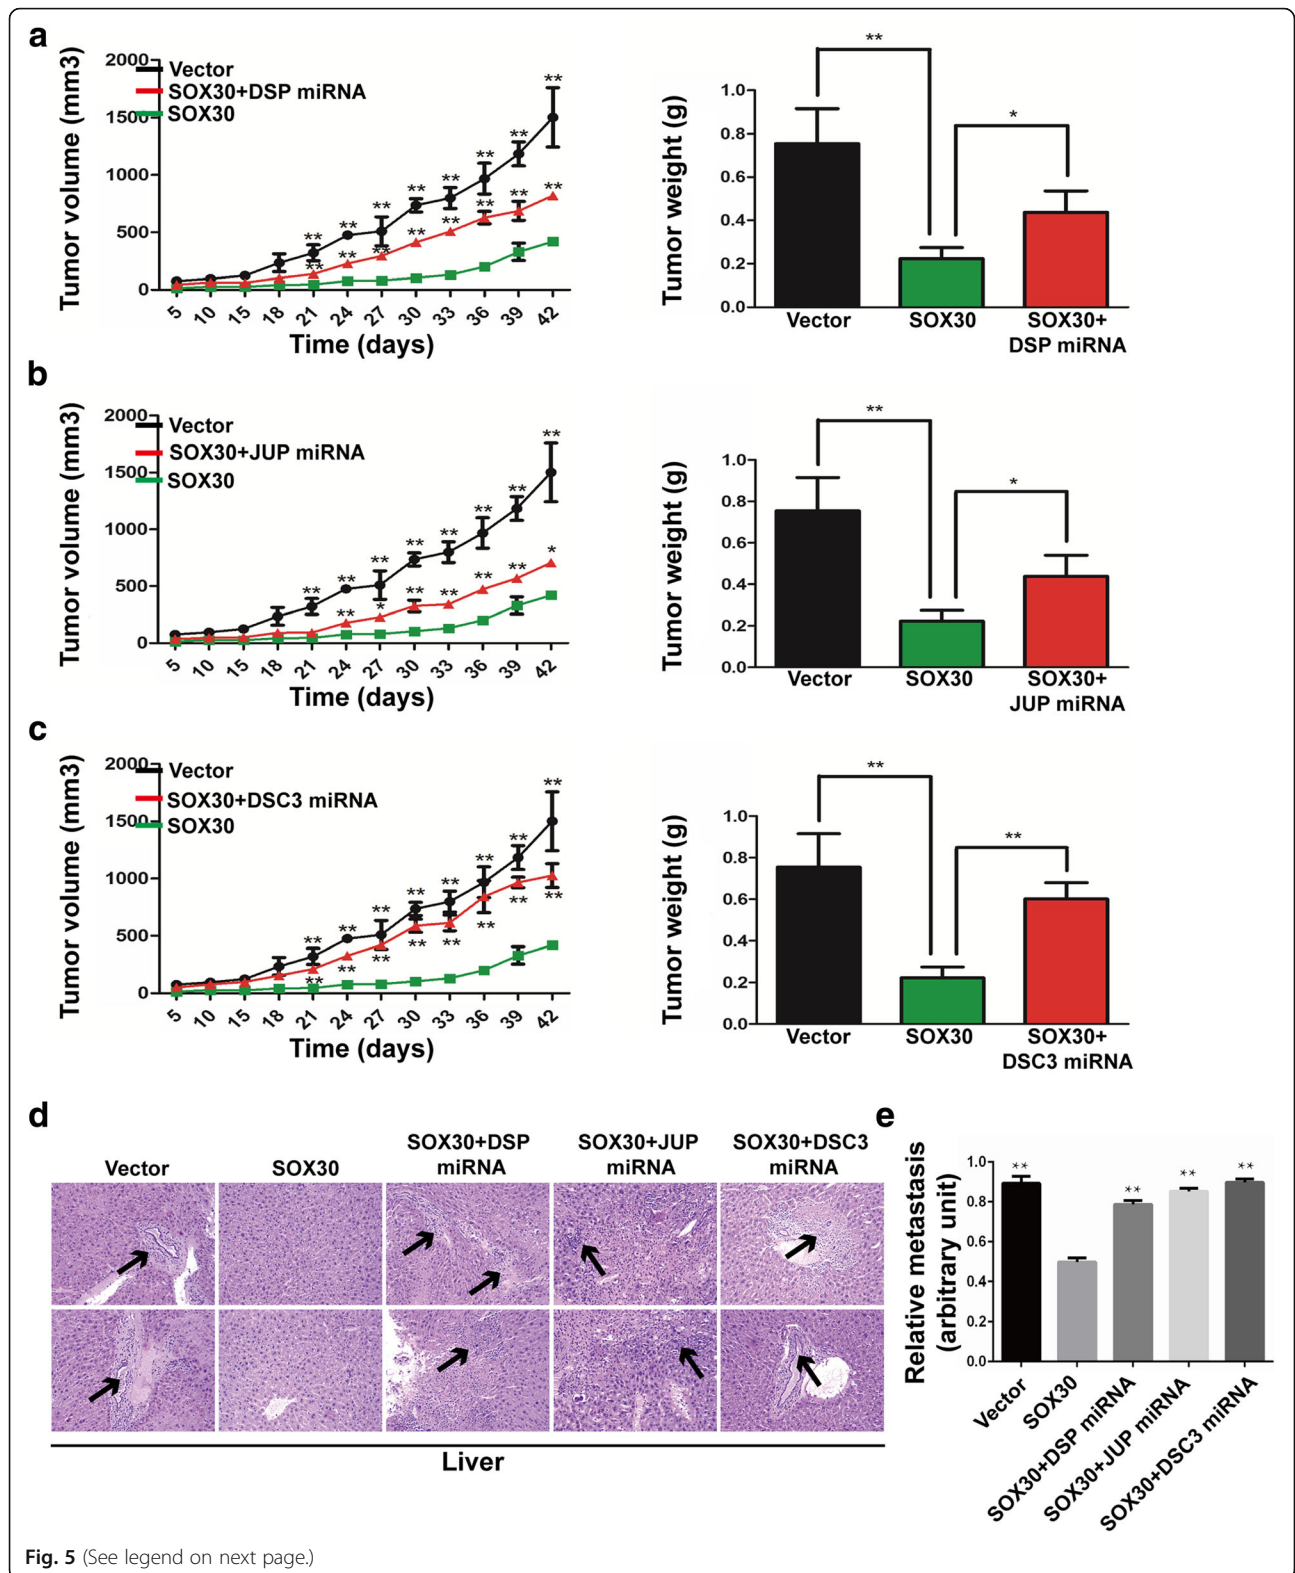 a
Tumor volume (mm3)
2000
1500
1000
500
0
Vector
SOX30+DSP miRNA
SOX30
** ** ** ** ** ** ** **
** ** ** ** ** ** ** **
5 10 15 18 21 24 27 30 33 36 39 42
Time (days)
Tumor weight (g)
1.0
0.8
0.6
0.4
0.2
0.0
**
*
Vector SOX30 SOX30+
DSP miRNA
b
Tumor volume (mm3)
2000
1500
1000
500
0
Vector
SOX30+JUP miRNA
SOX30
** ** ** ** ** ** ** **
** * ** ** ** ** *
5 10 15 18 21 24 27 30 33 36 39 42
Time (days)
Tumor weight (g)
1.0
0.8
0.6
0.4
0.2
0.0
**
*
Vector SOX30 SOX30+
JUP miRNA
c
Tumor volume (mm3)
2000
1500
1000
500
0
Vector
SOX30+DSC3 miRNA
SOX30
** ** ** ** ** ** ** **
** ** ** ** ** ** ** **
5 10 15 18 21 24 27 30 33 36 39 42
Time (days)
Tumor weight (g)
1.0
0.8
0.6
0.4
0.2
0.0
**
**
Vector SOX30 SOX30+
DSC3 miRNA
d
Vector
SOX30
SOX30+DSP
miRNA
SOX30+JUP
miRNA
SOX30+DSC3
miRNA
Liver
e
Relative metastasis
(arbitrary unit)
1.0
0.8
0.6
0.4
0.2
0.0
** ** ** **
Vector
SOX30
SOX30+DSP miRNA
SOX30+JUP miRNA
SOX30+DSC3 miRNA
Fig. 5 (See legend on next page.)